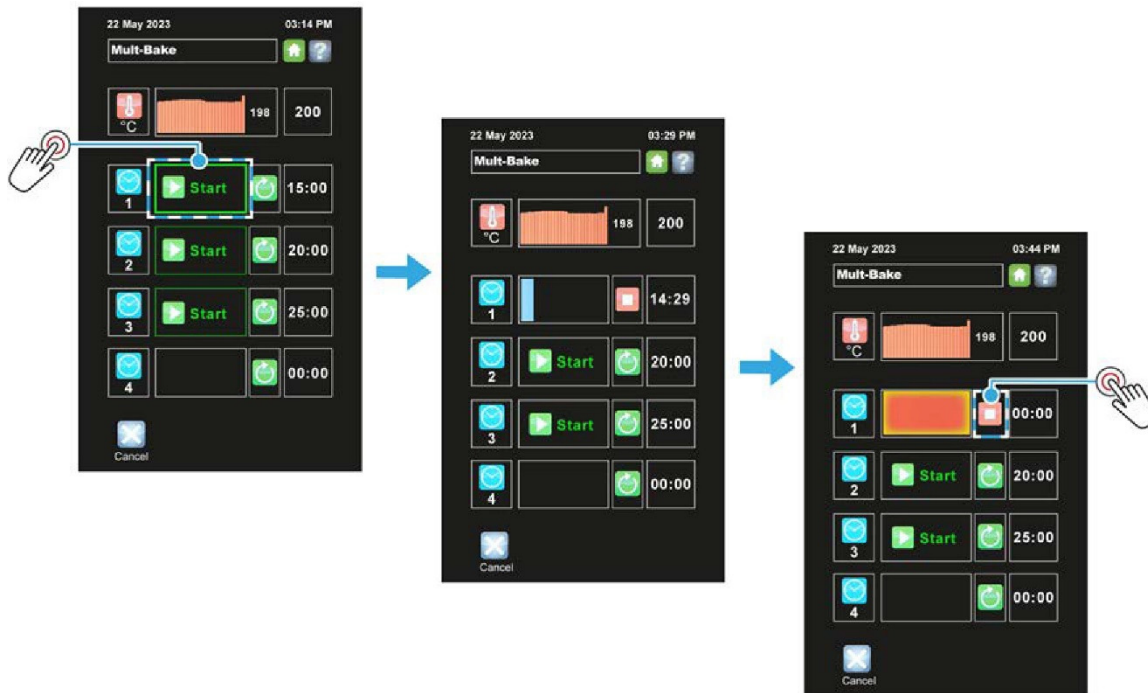 22 May 2023 03:14 PM
Mult-Bake
?
°C 198 200
1 Start 15:00
2 Start 20:00
3 Start 25:00
4 00:00
Cancel
22 May 2023 03:29 PM
Mult-Bake
?
°C 198 200
1 14:29
2 Start 20:00
3 Start 25:00
4 00:00
Cancel
22 May 2023 03:44 PM
Mult-Bake
?
°C 198 200
1 00:00
2 Start 20:00
3 Start 25:00
4 00:00
Cancel